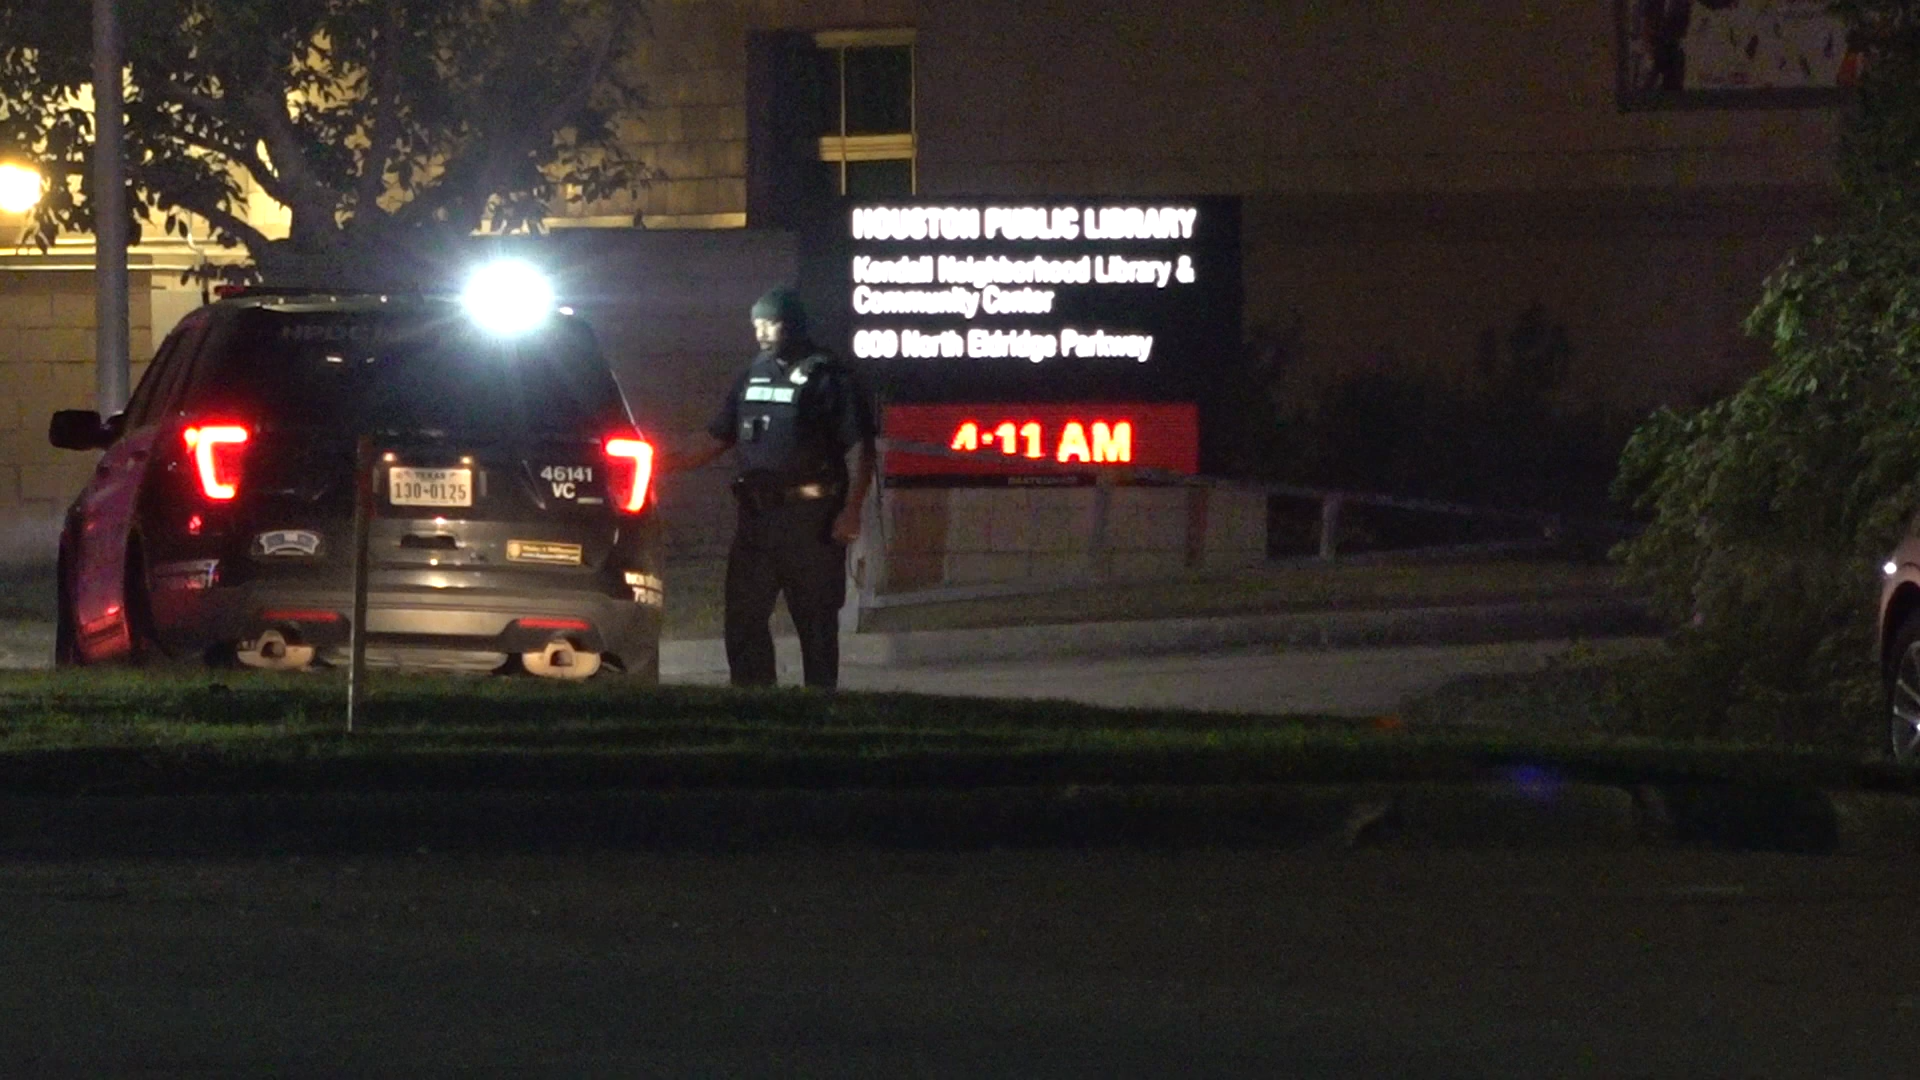 HOUSTON PUBLIC LIBRARY
Kendall Neighborhood Library &
Community Center
609 North Eldridge Parkway
4:11 AM
TEXAS
130-0125
46141
VC